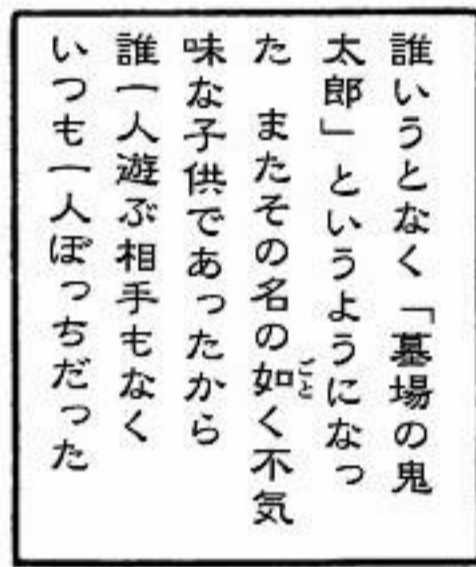 誰いうとなく「墓場の鬼
太郎」というようになっ
た　またその名の如く不気
味な子供であったから
誰一人遊ぶ相手もなく
いつも一人ぽっちだった
ごと